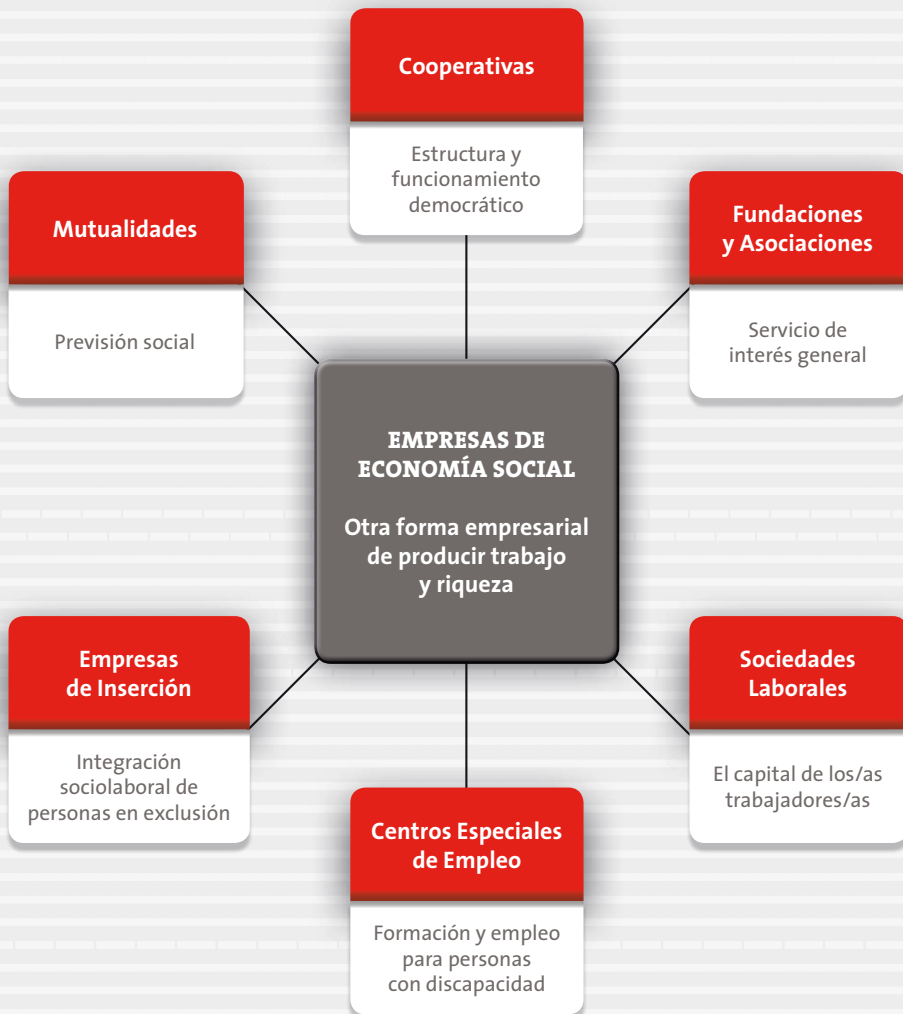 Cooperativas
Estructura y
funcionamiento
democrático
Mutualidades
Previsión social
Fundaciones
y Asociaciones
Servicio de
interés general
EMPRESAS DE
ECONOMÍA SOCIAL
Otra forma empresarial
de producir trabajo
y riqueza
Empresas
de Inserción
Integración
sociolaboral de
personas en exclusión
Sociedades
Laborales
El capital de los/as
trabajadores/as
Centros Especiales
de Empleo
Formación y empleo
para personas
con discapacidad